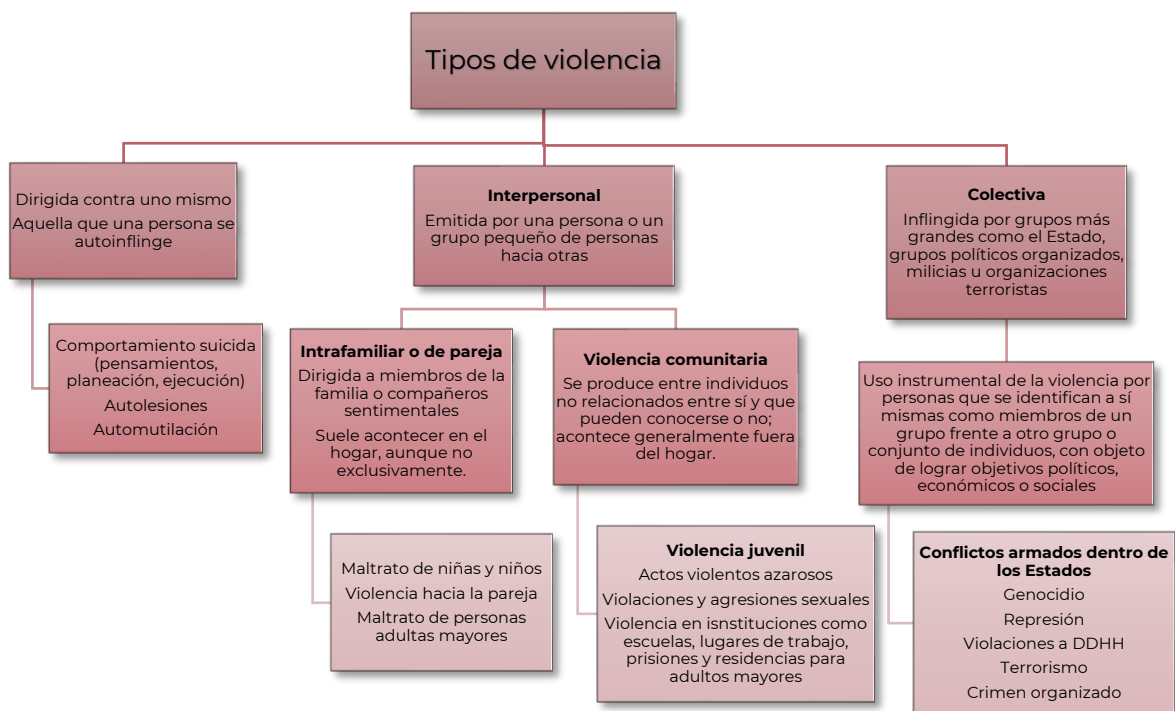 Tipos de violencia
Dirigida contra uno mismo
Aquella que una persona se
autoinflinge
Comportamiento suicida
(pensamientos,
planeación, ejecución)
Autolesiones
Automutilación
Interpersonal
Emitida por una persona o un
grupo pequeño de personas
hacia otras
Intrafamiliar o de pareja
Dirigida a miembros de la
familia o compañeros
sentimentales
Suele acontecer en el
hogar, aunque no
exclusivamente.
Maltrato de niñas y niños
Violencia hacia la pareja
Maltrato de personas
adultas mayores
Violencia comunitaria
Se produce entre individuos
no relacionados entre sí y que
pueden conocerse o no;
acontece generalmente fuera
del hogar.
Violencia juvenil
Actos violentos azarosos
Violaciones y agresiones sexuales
Violencia en isnstituciones como
escuelas, lugares de trabajo,
prisiones y residencias para
adultos mayores
Colectiva
Inflingida por grupos más
grandes como el Estado,
grupos políticos organizados,
milicias u organizaciones
terroristas
Uso instrumental de la violencia por
personas que se identifican a sí
mismas como miembros de un
grupo frente a otro grupo o
conjunto de individuos, con objeto
de lograr objetivos políticos,
económicos o sociales
Conflictos armados dentro de
los Estados
Genocidio
Represión
Violaciones a DDHH
Terrorismo
Crimen organizado